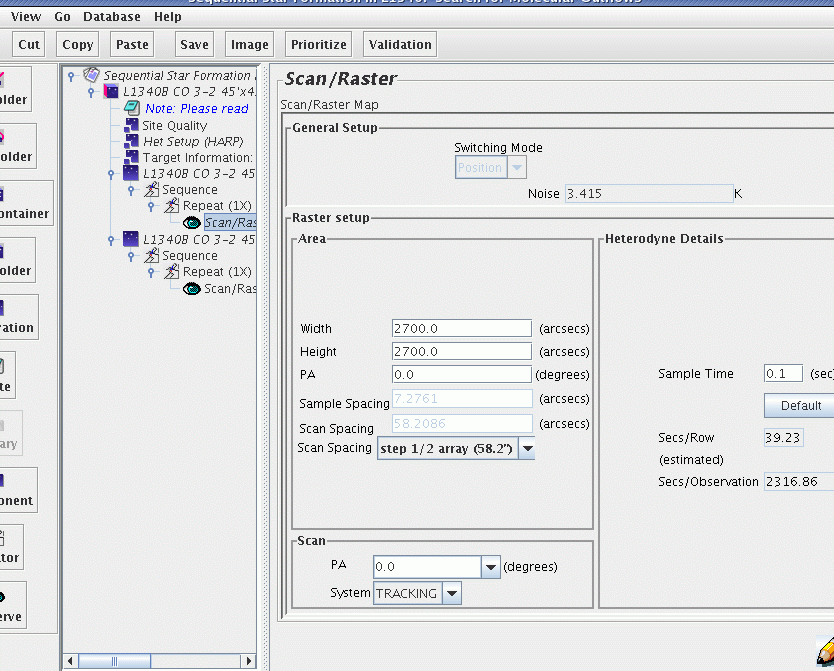 Sequential Star Formation in L1340: Search for Molecular Outflows
View Go Database Help
Cut Copy Paste Save Image Prioritize Validation
Sequential Star Formation
L1340B CO 3-2 45'x4
Note: Please read
Site Quality
Het Setup (HARP)
Target Information:
L1340B CO 3-2 45
Sequence
Repeat (1X)
Scan/Ras
L1340B CO 3-2 45'
Sequence
Repeat (1X)
Scan/Ras
older
older
ontainer
older
ration
te
ary
onent
tor
erve
Scan/Raster
Scan/Raster Map
General Setup
Switching Mode
Position
Noise 3.415 K
Raster setup
Area
Width 2700.0 (arcsecs)
Height 2700.0 (arcsecs)
PA 0.0 (degrees)
Sample Spacing 7.2761 (arcsecs)
Scan Spacing 58.2086 (arcsecs)
Scan Spacing step 1/2 array (58.2")
Scan
PA 0.0 (degrees)
System TRACKING
Heterodyne Details
Sample Time 0.1 (sec
Default
Secs/Row 39.23
(estimated)
Secs/Observation 2316.86